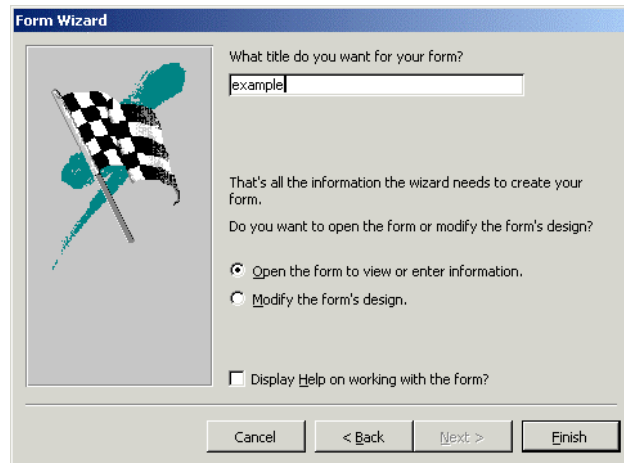 Form Wizard
What title do you want for your form?
example
That's all the information the wizard needs to create your
form.
Do you want to open the form or modify the form's design?
Open the form to view or enter information.
Modify the form's design.
Display Help on working with the form?
Cancel
< Back
Next >
Finish